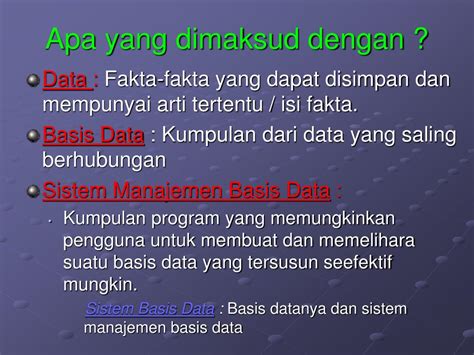 Apa yang dimaksud dengan ?
Data : Fakta-fakta yang dapat disimpan dan
mempunyai arti tertentu / isi fakta.
Basis Data : Kumpulan dari data yang saling
berhubungan
Sistem Manajemen Basis Data :
Kumpulan program yang memungkinkan
pengguna untuk membuat dan memelihara
suatu basis data yang tersusun seefektif
mungkin.
Sistem Basis Data : Basis datanya dan sistem
manajemen basis data